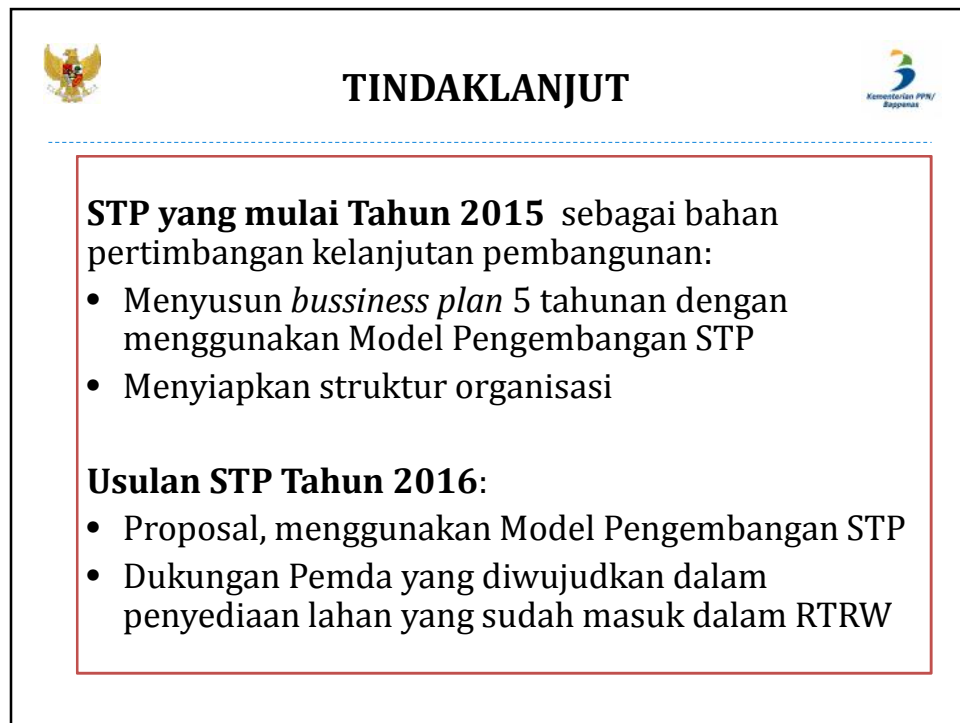 TINDAKLANJUT
Kementerian PPN/
Bappenas
STP yang mulai Tahun 2015 sebagai bahan
pertimbangan kelanjutan pembangunan:
• Menyusun bussiness plan 5 tahunan dengan
menggunakan Model Pengembangan STP
• Menyiapkan struktur organisasi
Usulan STP Tahun 2016:
• Proposal, menggunakan Model Pengembangan STP
• Dukungan Pemda yang diwujudkan dalam
penyediaan lahan yang sudah masuk dalam RTRW